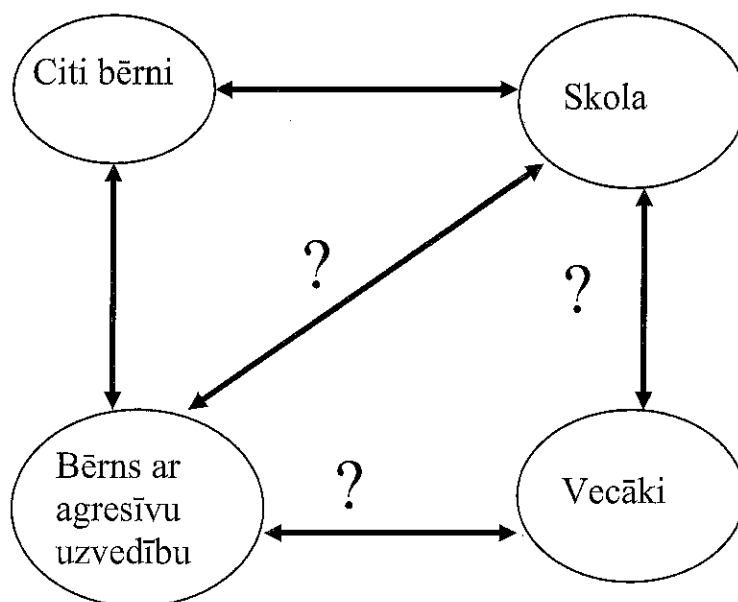 Citi bērni
Skola
?
?
Bērns ar
agresīvu
uzvedību
?
Vecāki